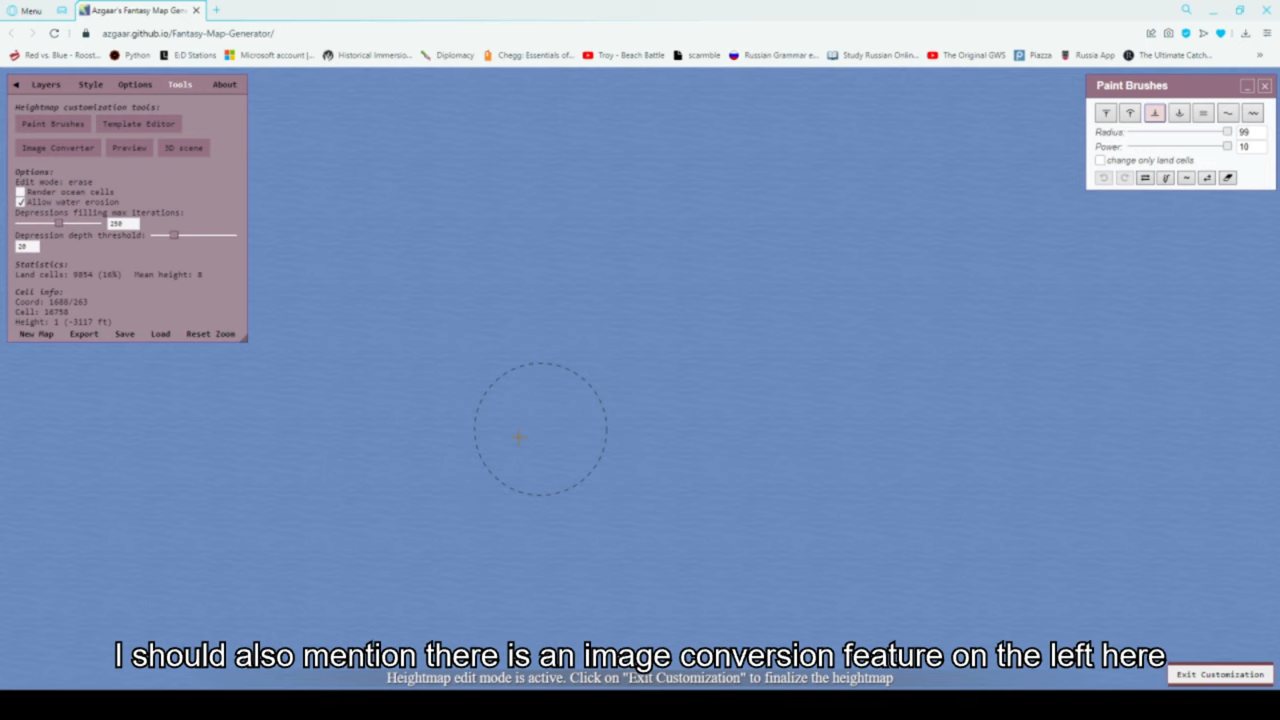 Menu
Azgaar's Fantasy Map Gene
azgaar.github.io/Fantasy-Map-Generator/
Red vs. Blue - Roost... Python E:D Stations Microsoft account |... Historical Immersio... Diplomacy Chegg: Essentials of... Troy - Beach Battle scarmble Russian Grammar e... Study Russian Onlin... The Original GWS Piazza Russia App The Ultimate Catch...
Layers Style Options Tools About
Heightmap customization tools:
Paint Brushes Template Editor
Image Converter Preview 3D scene
Options:
Edit mode: erase
Render ocean cells
Allow water erosion
Depressions filling max iterations:
250
Depression depth threshold:
20
Statistics:
Land cells: 9854 (16%) Mean height: 8
Cell info:
Coord: 1688/263
Cell: 16758
Height: 1 (-3117 ft)
New Map Export Save Load Reset Zoom
Paint Brushes
Radius: 99
Power: 10
change only land cells
I should also mention there is an image conversion feature on the left here
Heightmap edit mode is active. Click on "Exit Customization" to finalize the heightmap
Exit Customization